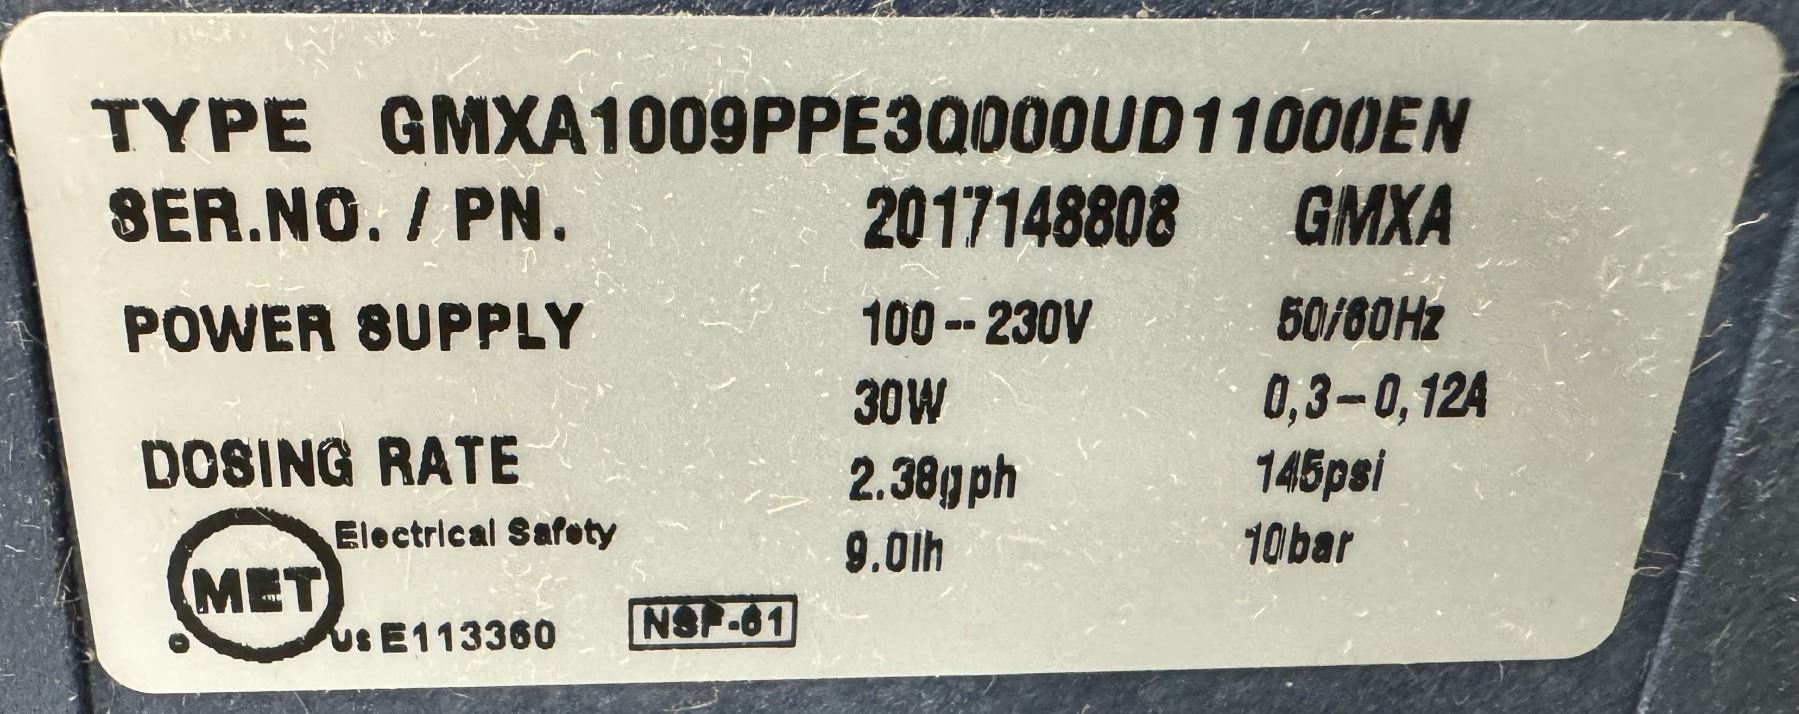 TYPE GMXA1009PPE3Q000UD11000EN
SER.NO. / PN. 2017148808 GMXA
POWER SUPPLY 100 -- 230V 50/60Hz
30W 0,3 - 0,12A
DOSING RATE 2.38gph 145psi
9.0lh 10bar
Electrical Safety
MET
c us E113360
NSF-61